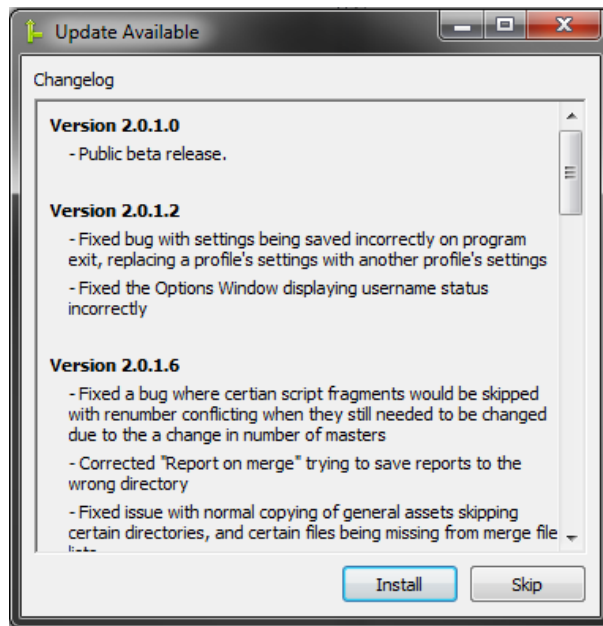 Update Available
Changelog
Version 2.0.1.0
- Public beta release.
Version 2.0.1.2
- Fixed bug with settings being saved incorrectly on program
exit, replacing a profile's settings with another profile's settings
- Fixed the Options Window displaying username status
incorrectly
Version 2.0.1.6
- Fixed a bug where certian script fragments would be skipped
with renumber conflicting when they still needed to be changed
due to the a change in number of masters
- Corrected "Report on merge" trying to save reports to the
wrong directory
- Fixed issue with normal copying of general assets skipping
certain directories, and certain files being missing from merge file
Install
Skip